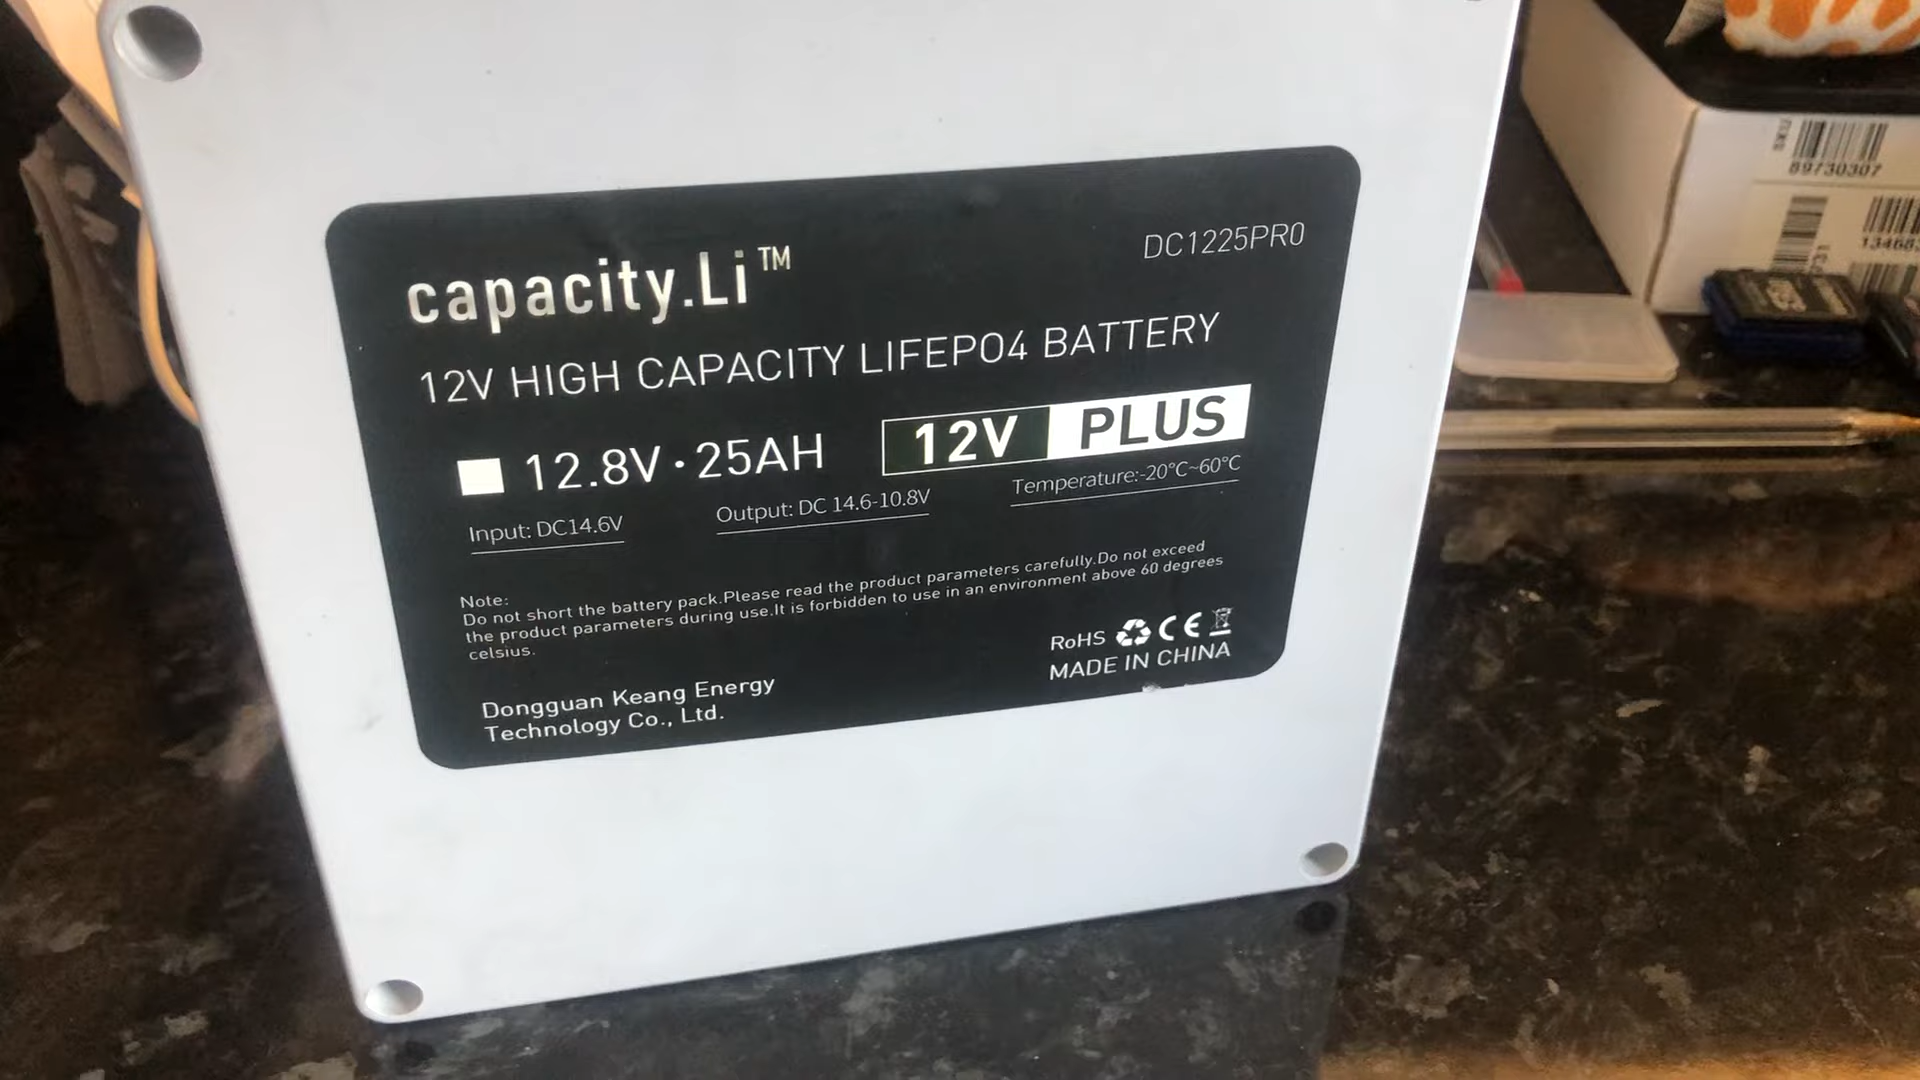 capacity.Li™
DC1225PRO
12V HIGH CAPACITY LIFEPO4 BATTERY
12.8V·25AH
12V PLUS
Input: DC14.6V
Output: DC 14.6-10.8V
Temperature:-20°C~60°C
Note:
Do not short the battery pack.Please read the product parameters carefully.Do not exceed
the product parameters during use.It is forbidden to use in an environment above 60 degrees
celsius.
RoHS CE
MADE IN CHINA
Dongguan Keang Energy
Technology Co., Ltd.
89730307